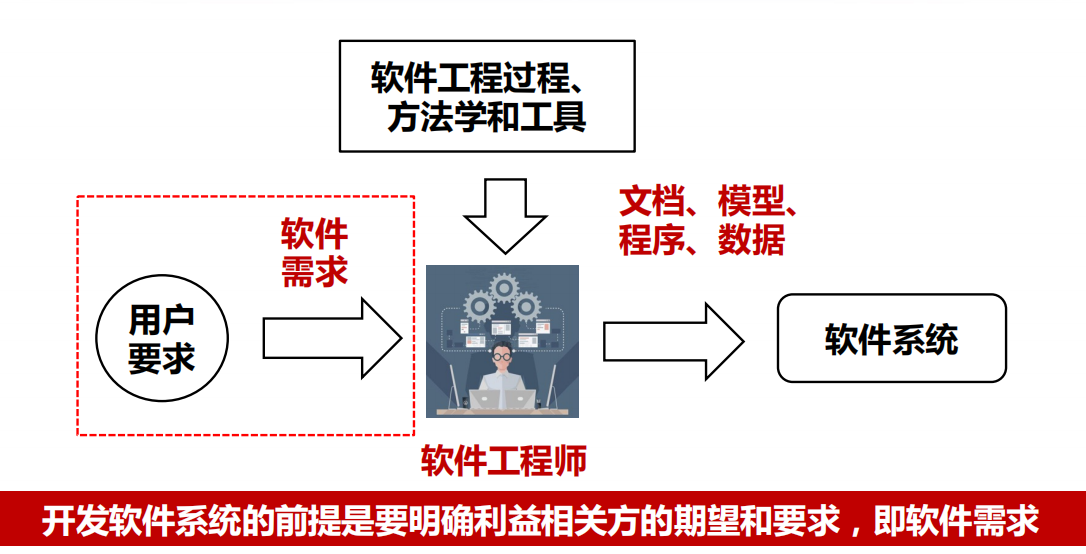 软件工程过程、
方法学和工具
文档、模型、
程序、数据
软件
需求
用户
要求
软件系统
软件工程师
开发软件系统的前提是要明确利益相关方的期望和要求，即软件需求